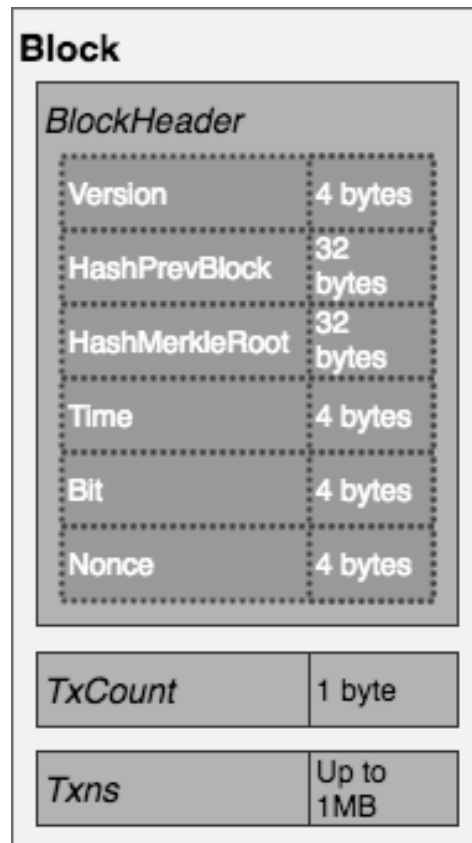 Block
BlockHeader
Version 4 bytes
HashPrevBlock 32
bytes
HashMerkleRoot 32
bytes
Time 4 bytes
Bit 4 bytes
Nonce 4 bytes
TxCount 1 byte
Txns Up to
1MB